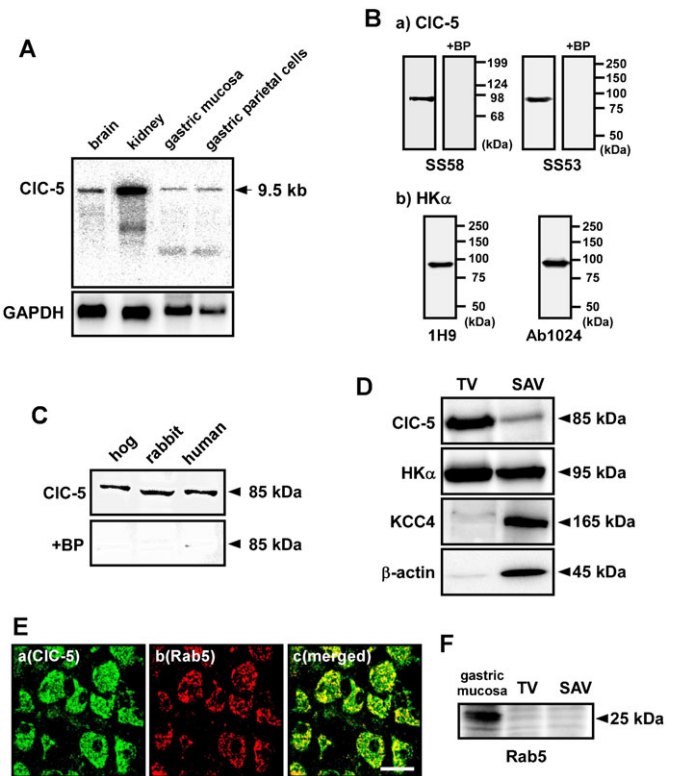 A
brain
kidney
gastric mucosa
gastric parietal cells
ClC-5
9.5 kb
GAPDH
B
a) ClC-5
+BP
199
124
98
68
(kDa)
SS58
+BP
250
150
100
75
50
(kDa)
SS53
b) HKα
250
150
100
75
50
(kDa)
1H9
250
150
100
75
50
(kDa)
Ab1024
C
hog
rabbit
human
ClC-5
85 kDa
+BP
85 kDa
D
TV SAV
ClC-5
85 kDa
HKα
95 kDa
KCC4
165 kDa
β-actin
45 kDa
E
a(ClC-5)
b(Rab5)
c(merged)
F
gastric
mucosa
TV
SAV
25 kDa
Rab5